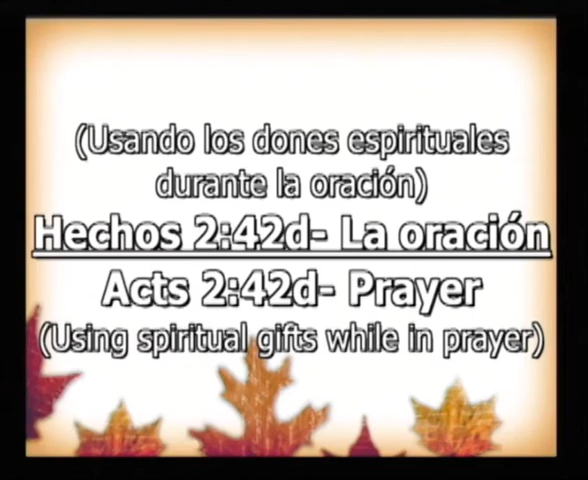 (Usando los dones espirituales
durante la oración)
Hechos 2:42d- La oración
Acts 2:42d- Prayer
(Using spiritual gifts while in prayer)